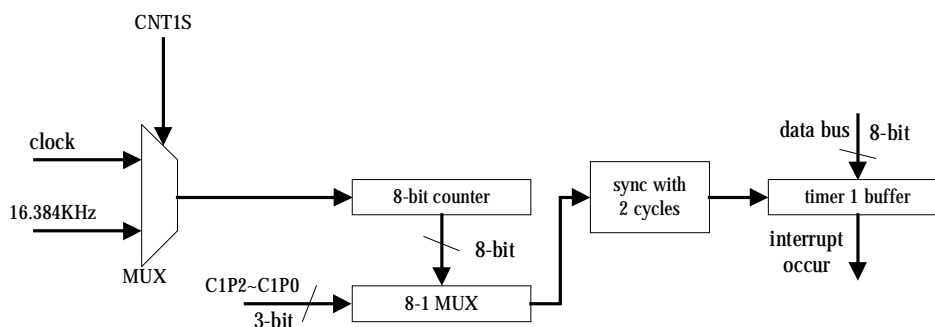 CNT1S
clock
16.384KHz
MUX
8-bit counter
8-bit
C1P2~C1P0
3-bit
8-1 MUX
sync with
2 cycles
data bus
8-bit
timer 1 buffer
interrupt
occur